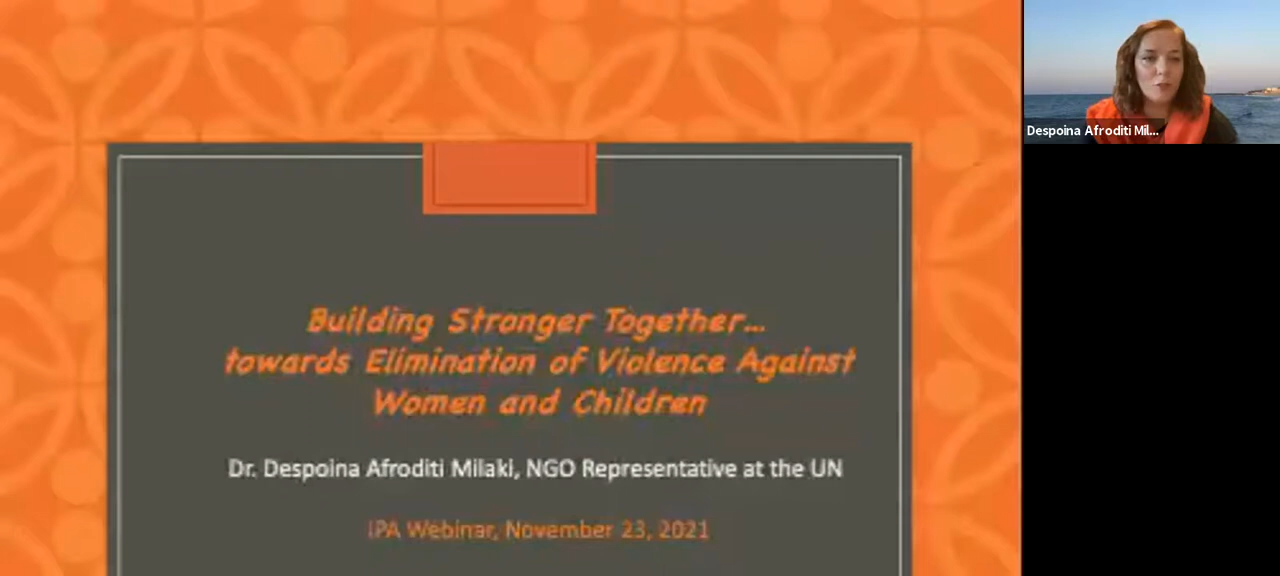 Building Stronger Together...
towards Elimination of Violence Against
Women and Children
Dr. Despoina Afroditi Milaki, NGO Representative at the UN
IPA Webinar, November 23, 2021
Despoina Afroditi Mil...